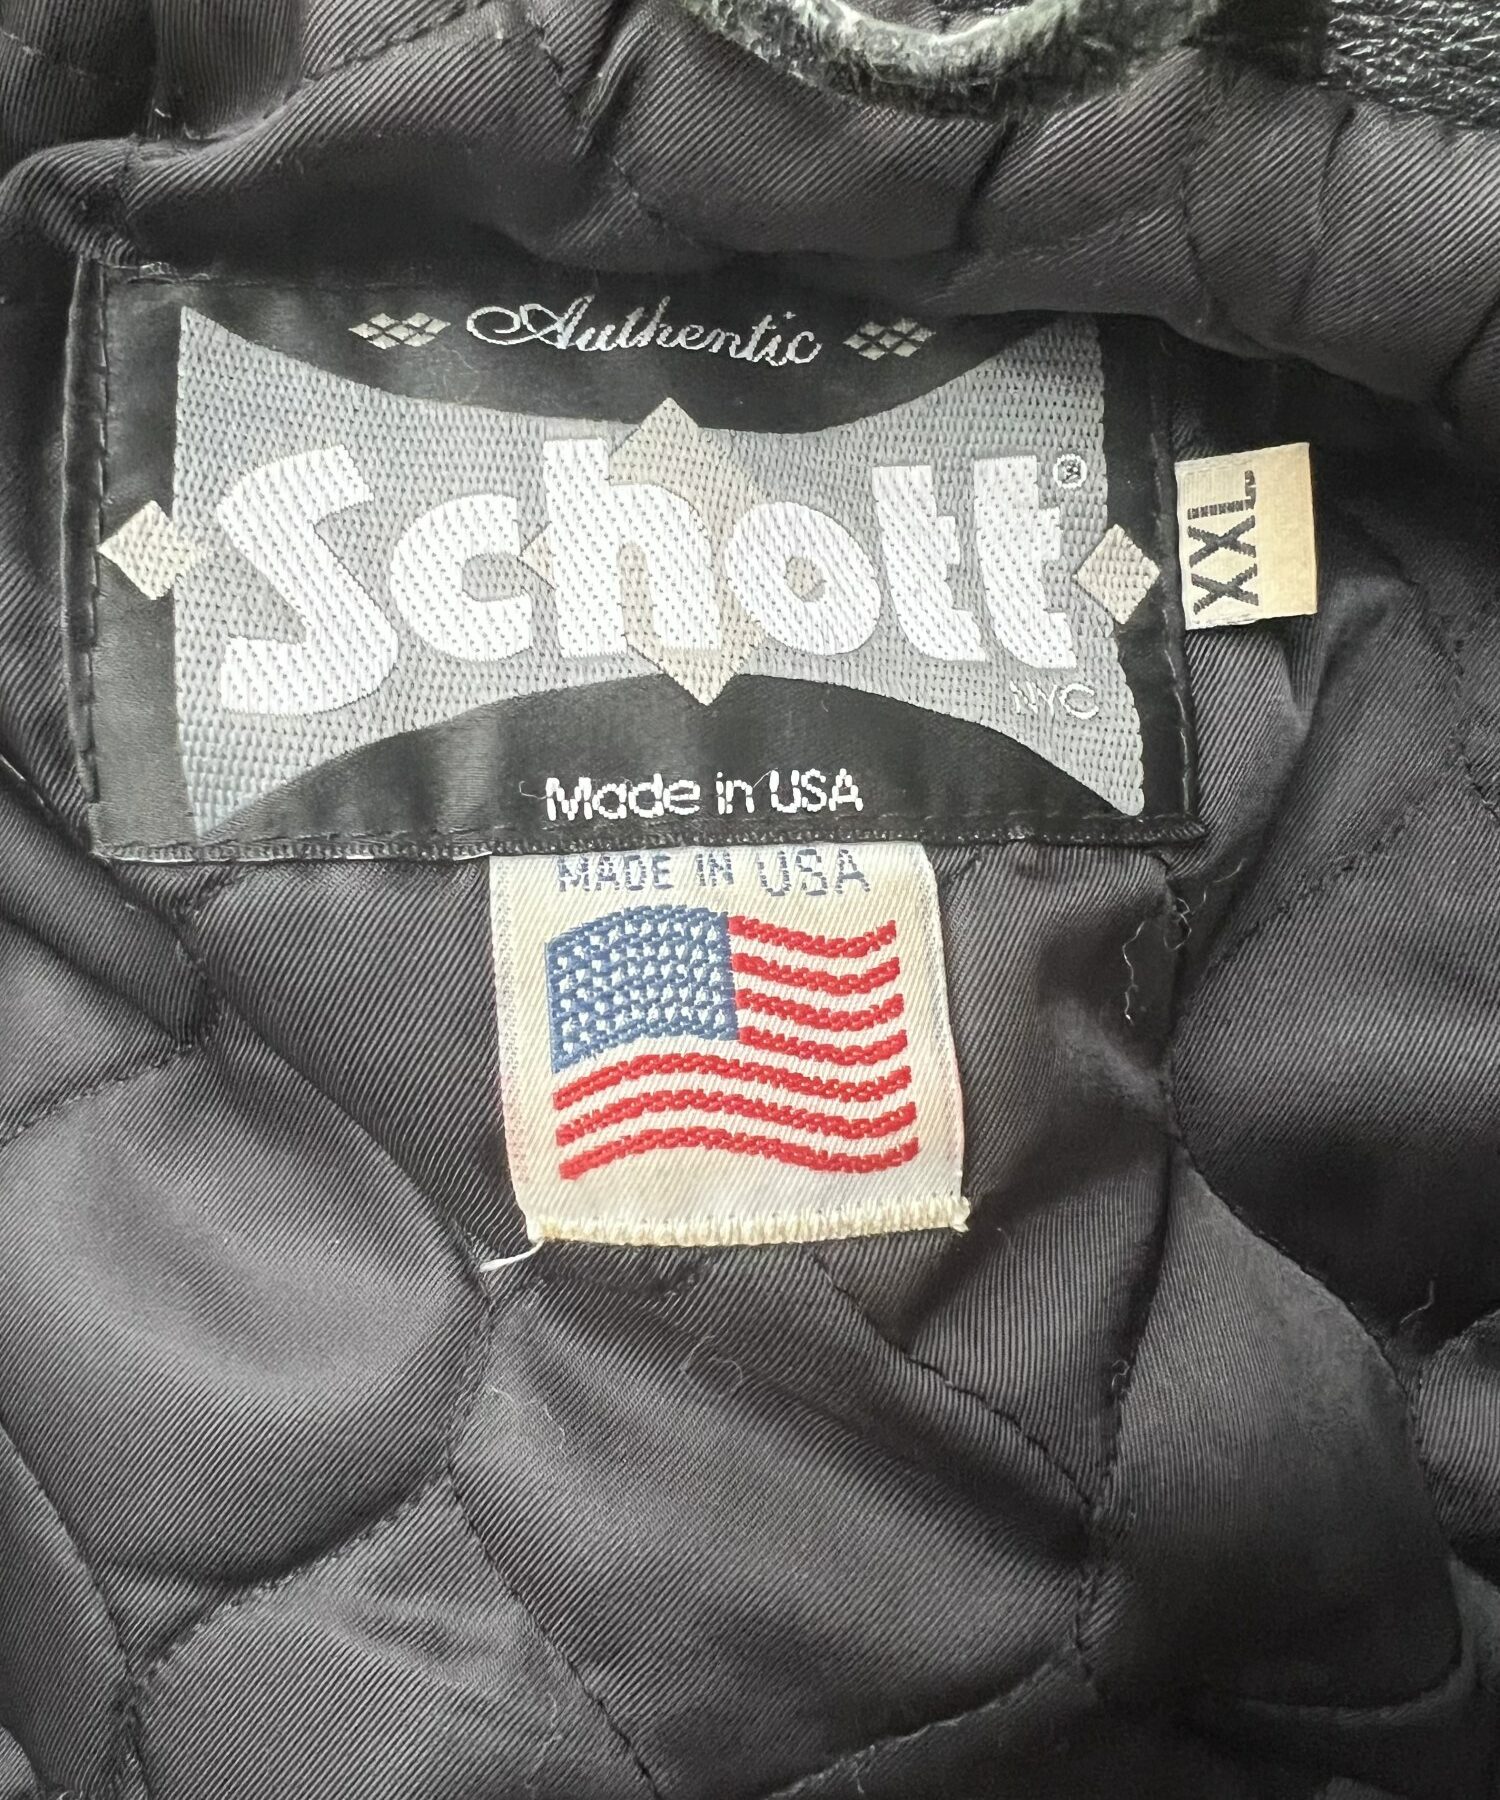 Authentic
Schott®
NYC
Made in USA
XXL
MADE IN USA